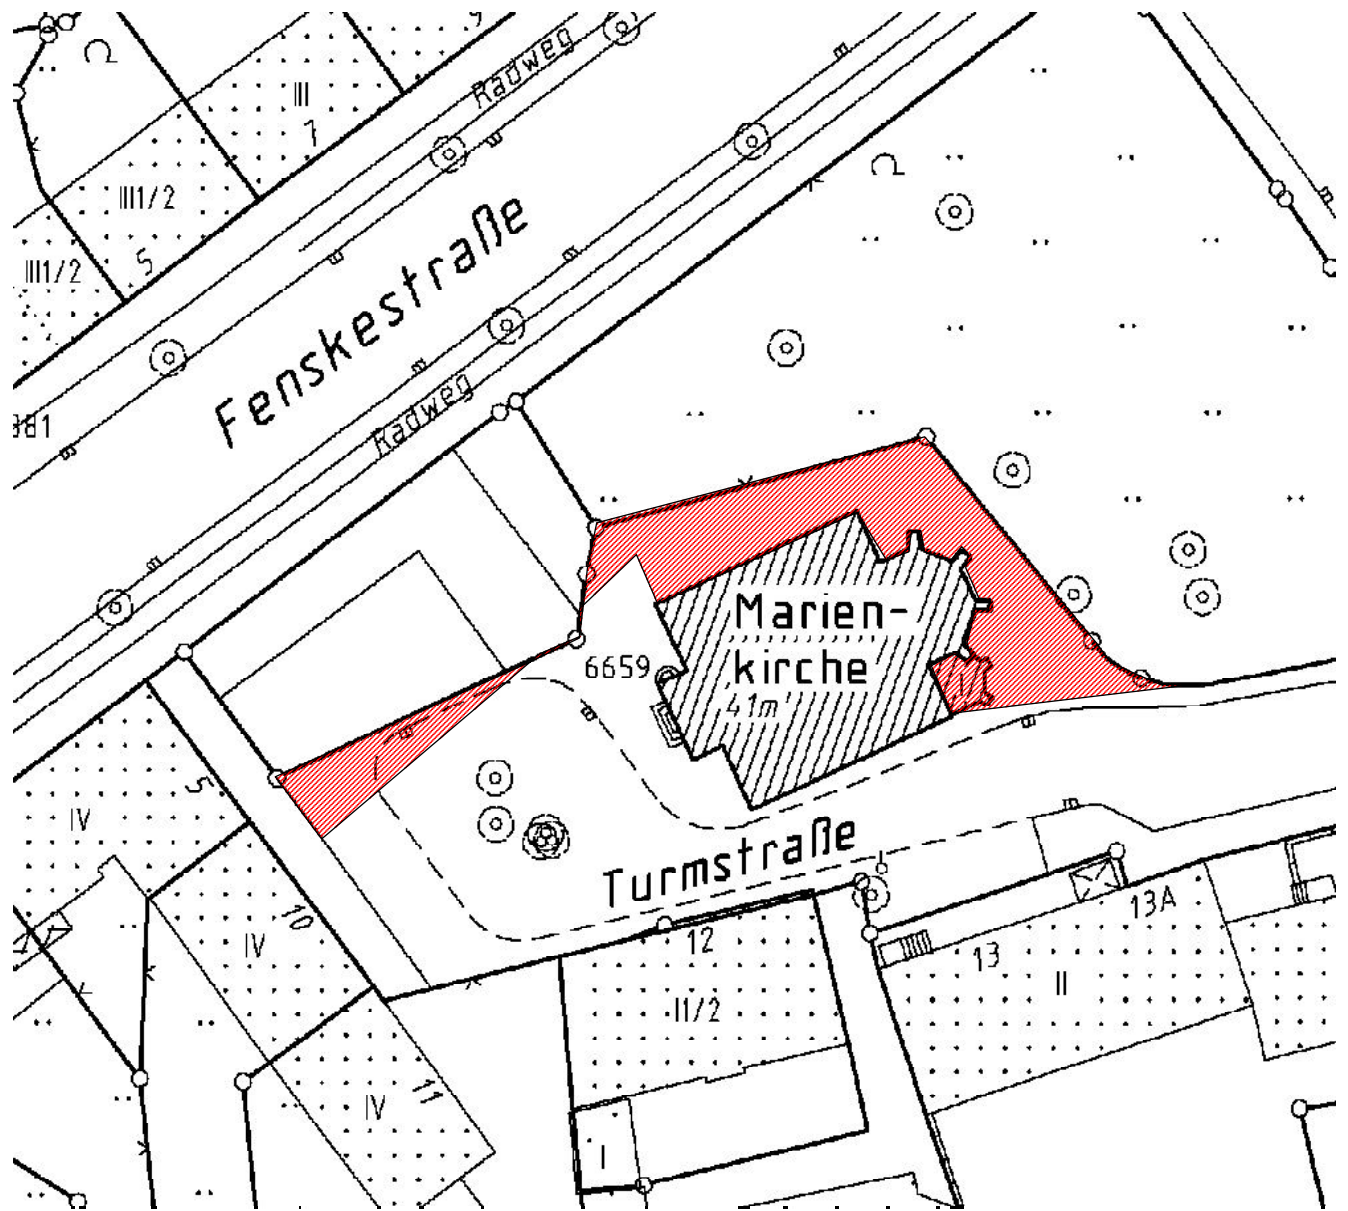 Radweg
III
7
III1/2
5
III1/2
Fenskestraße
Radweg
6659
Marien-
kirche
41m
I
5
IV
Turmstraße
10
IV
12
13A
13
II
II1/2
11
IV
I